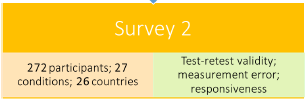 Survey 2
272 participants; 27
conditions; 26 countries
Test-retest validity;
measurement error;
responsiveness